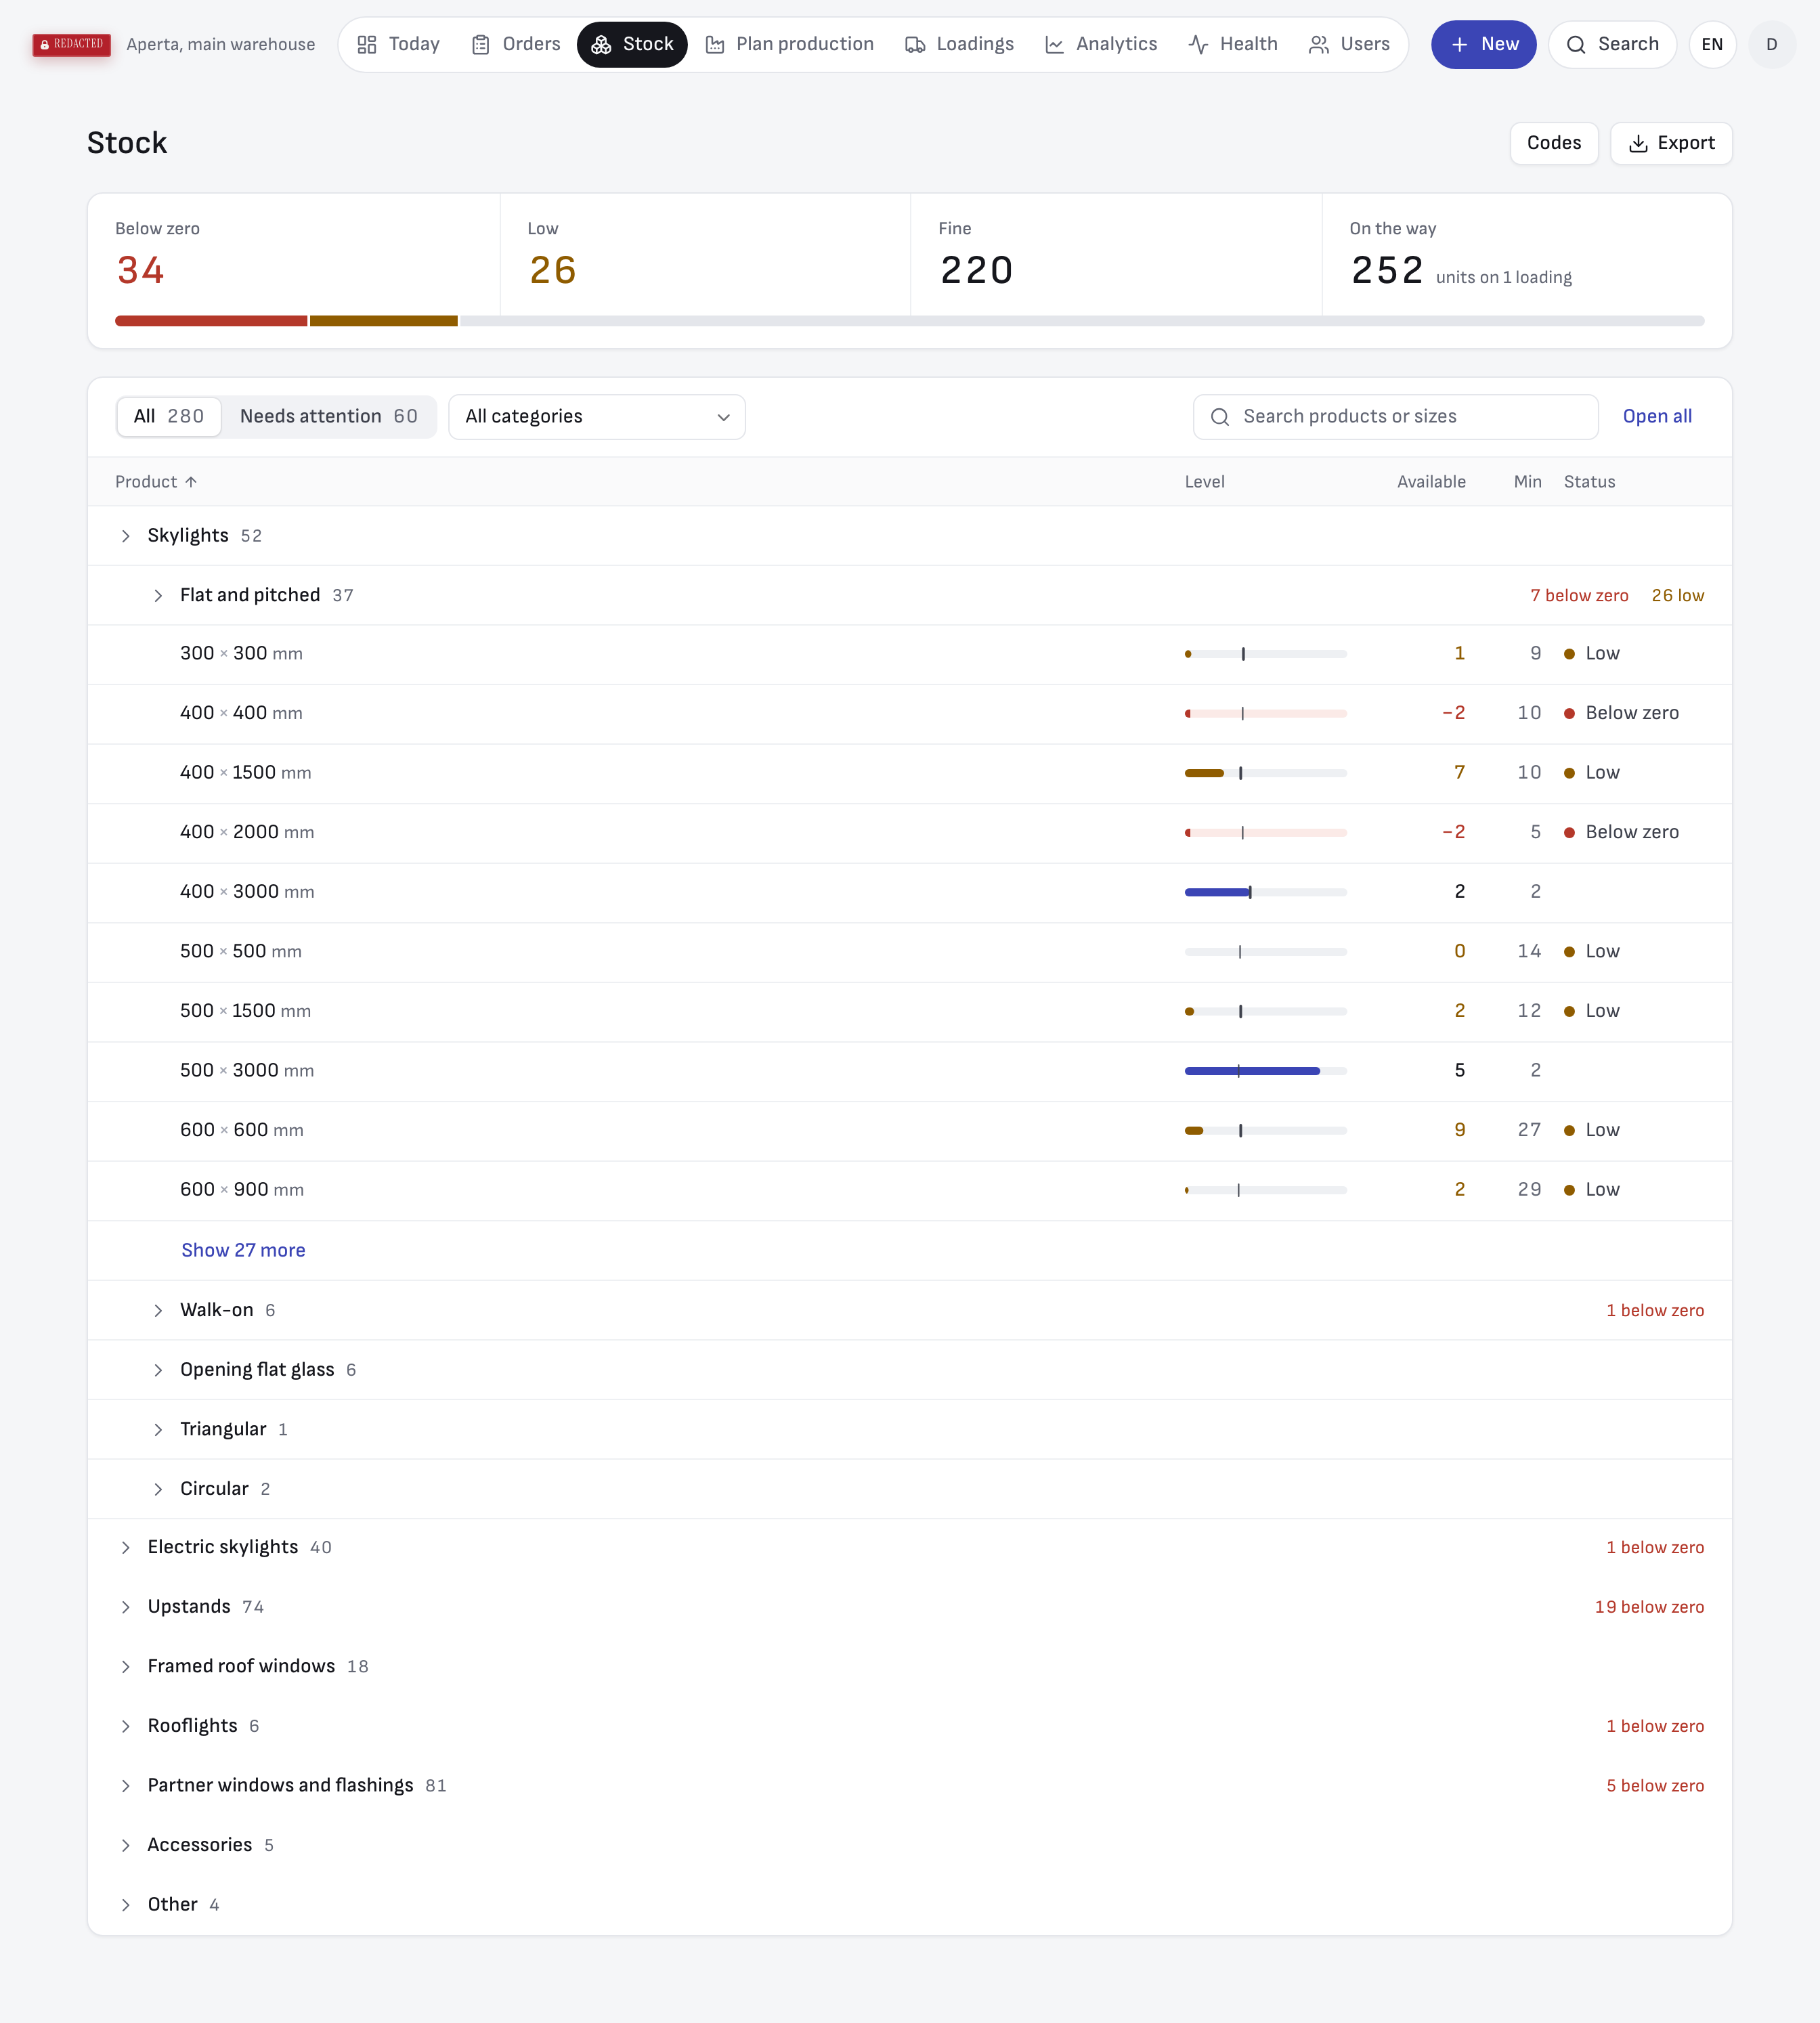 REDACTED Aperta, main warehouse Today Orders Stock Plan production Loadings Analytics Health Users New Search EN D
Stock Codes Export
Below zero Low Fine On the way
34 26 220 252 units on 1 loading
All 280 Needs attention 60 All categories Search products or sizes Open all
Product Level Available Min Status
Skylights 52
Flat and pitched 37 7 below zero 26 low
300 × 300 mm 1 9 Low
400 × 400 mm −2 10 Below zero
400 × 1500 mm 7 10 Low
400 × 2000 mm −2 5 Below zero
400 × 3000 mm 2 2
500 × 500 mm 0 14 Low
500 × 1500 mm 2 12 Low
500 × 3000 mm 5 2
600 × 600 mm 9 27 Low
600 × 900 mm 2 29 Low
Show 27 more
Walk-on 6 1 below zero
Opening flat glass 6
Triangular 1
Circular 2
Electric skylights 40 1 below zero
Upstands 74 19 below zero
Framed roof windows 18
Rooflights 6 1 below zero
Partner windows and flashings 81 5 below zero
Accessories 5
Other 4